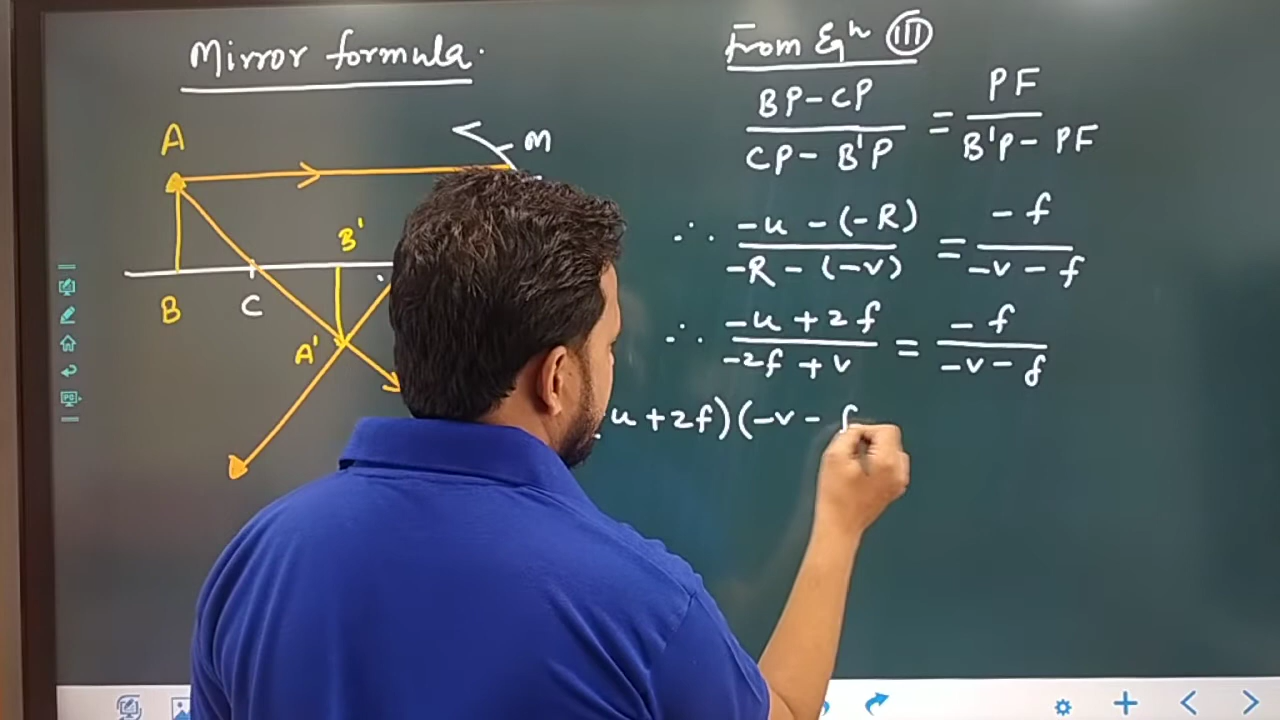 Mirror formula.
A
M
B'
B
C
A'
From Eqn (III)
BP-CP / CP-B'P = PF / B'P-PF
∴ -u-(-R) / -R-(-v) = -f / -v-f
∴ -u+2f / -2f+v = -f / -v-f
u+2f)(-v-f